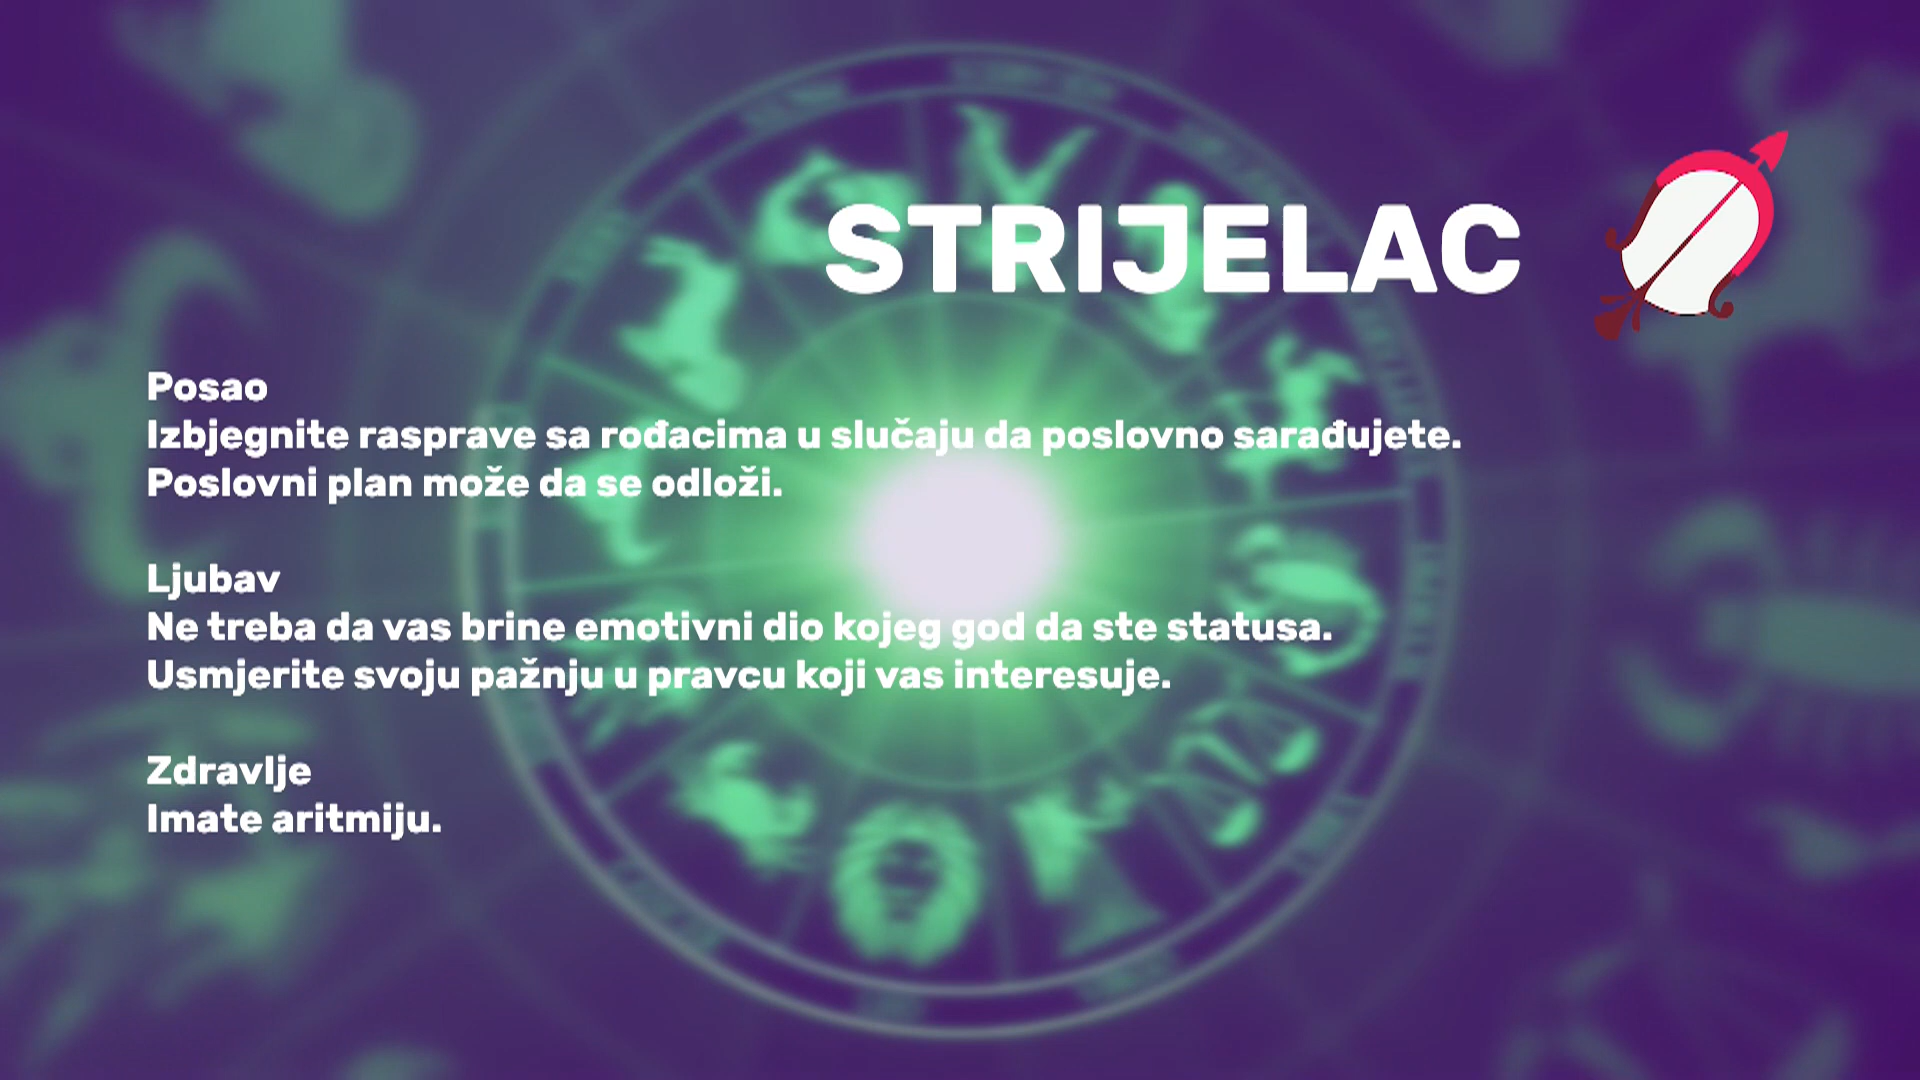 STRIJELAC
Posao
Izbjegnite rasprave sa rođacima u slučaju da poslovno sarađujete.
Poslovni plan može da se odloži.
Ljubav
Ne treba da vas brine emotivni dio kojeg god da ste statusa.
Usmjerite svoju pažnju u pravcu koji vas interesuje.
Zdravlje
Imate aritmiju.